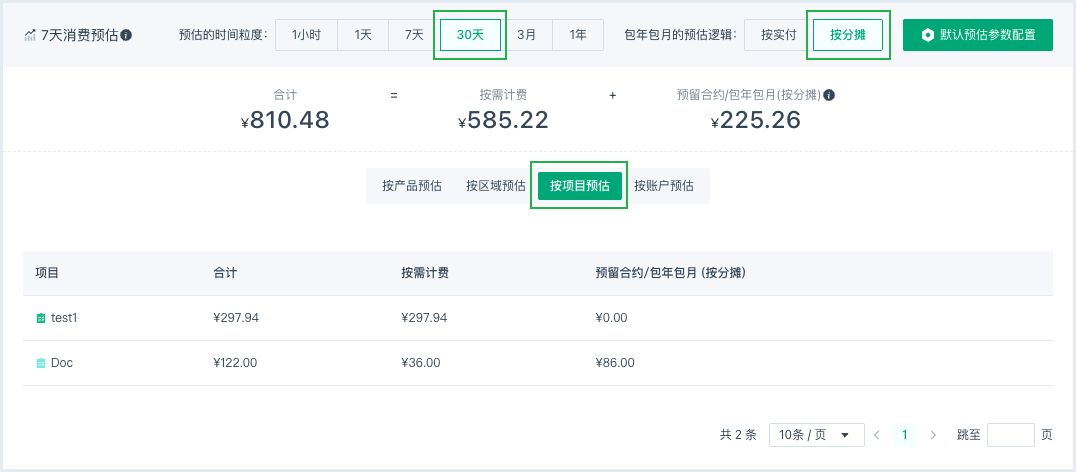 7天消费预估 预估的时间粒度： 1小时 1天 7天 30天 3月 1年 包年包月的预估逻辑： 按实付 按分摊 默认预估参数配置
合计 = 按需计费 + 预留合约/包年包月(按分摊)
¥810.48 ¥585.22 ¥225.26
按产品预估 按区域预估 按项目预估 按账户预估
项目 合计 按需计费 预留合约/包年包月 (按分摊)
test1 ¥297.94 ¥297.94 ¥0.00
Doc ¥122.00 ¥36.00 ¥86.00
共 2 条 10条 / 页 1 跳至 页